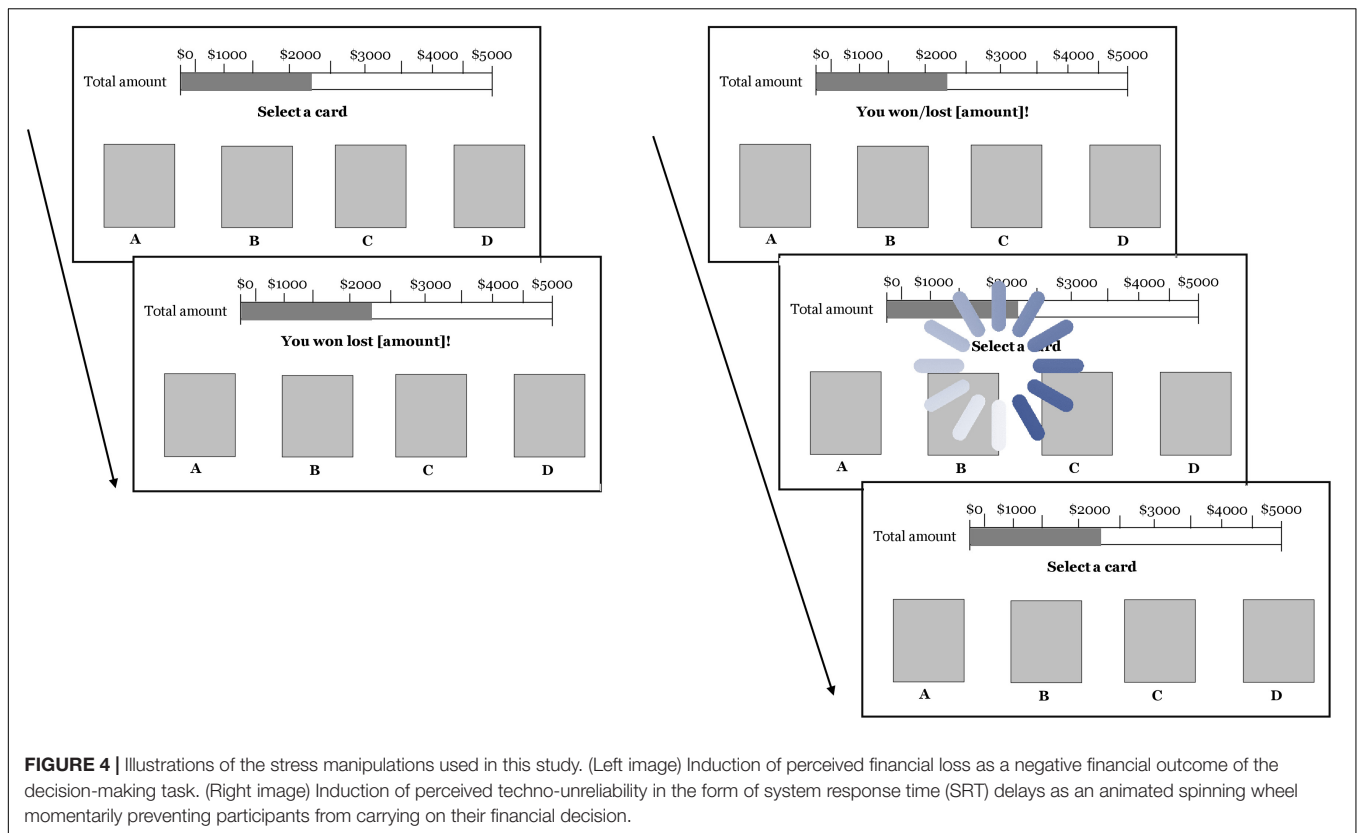 $0 $1000 $2000 $3000 $4000 $5000
Total amount
Select a card
A B C D
$0 $1000 $2000 $3000 $4000 $5000
Total amount
You won lost [amount]!
A B C D
$0 $1000 $2000 $3000 $4000 $5000
Total amount
You won/lost [amount]!
A B C D
$0 $1000 $2000 $3000 $4000 $5000
Select a card
A B C D
$0 $1000 $2000 $3000 $4000 $5000
Total amount
Select a card
A B C D
FIGURE 4 | Illustrations of the stress manipulations used in this study. (Left image) Induction of perceived financial loss as a negative financial outcome of the
decision-making task. (Right image) Induction of perceived techno-unreliability in the form of system response time (SRT) delays as an animated spinning wheel
momentarily preventing participants from carrying on their financial decision.